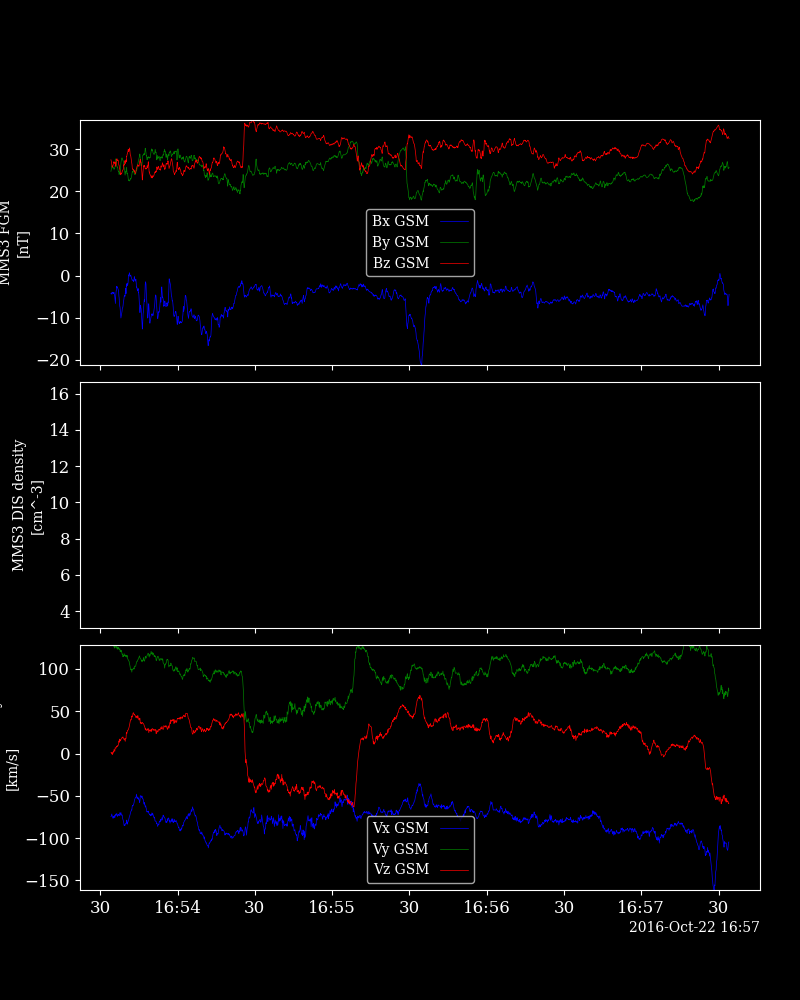 30
20
10
0
−10
−20
MMS3 FGM
[nT]
Bx GSM
By GSM
Bz GSM
16
14
12
10
8
6
4
MMS3 DIS density
[cm^-3]
100
50
0
−50
−100
−150
[km/s]
Vx GSM
Vy GSM
Vz GSM
30 16:54 30 16:55 30 16:56 30 16:57 30
2016-Oct-22 16:57